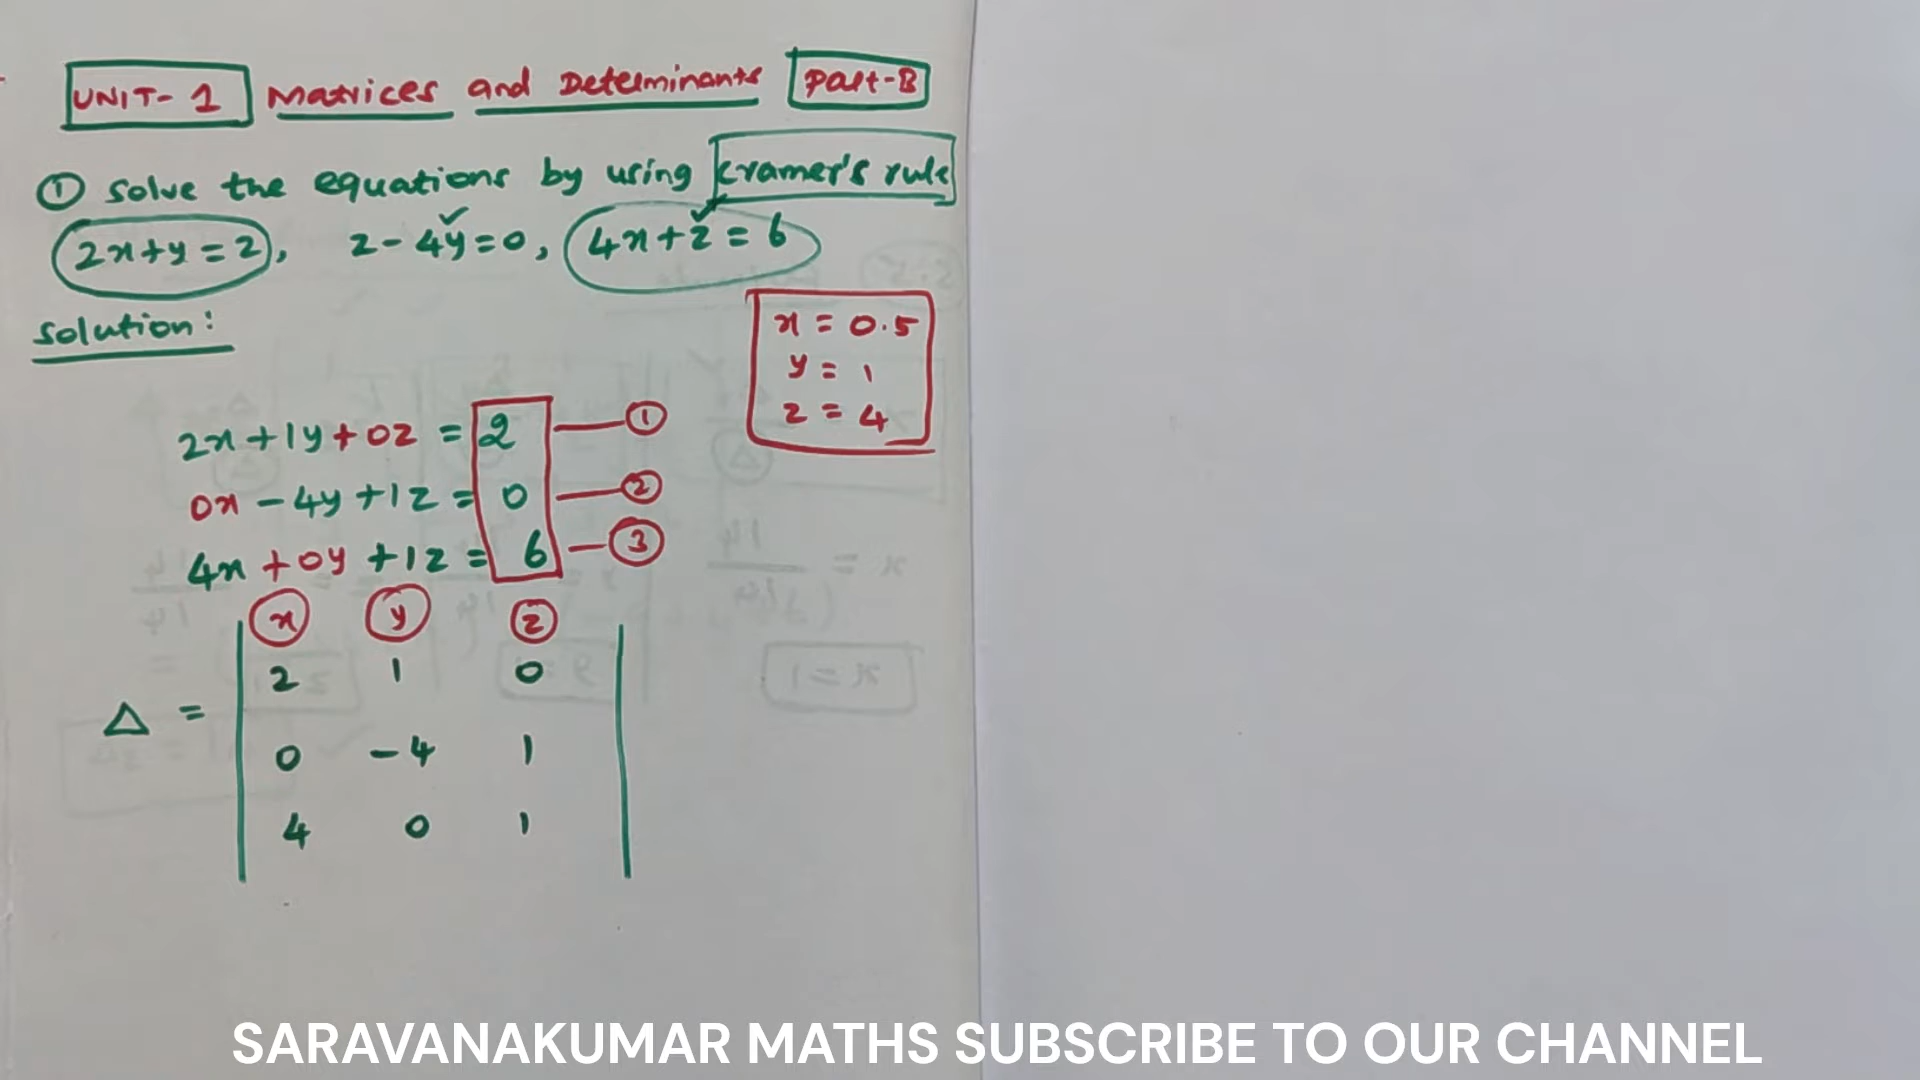 UNIT- 1 Matrices and Determinants Part-B
① solve the equations by using cramer's rule
2x+y=2, z-4y=0, 4x+z=6
solution:
x = 0.5
y = 1
z = 4
2x+1y+0z = 2 — ①
0x-4y+1z = 0 — ②
4x+0y+1z = 6 — ③
x y z
2 1 0
Δ =
0 -4 1
4 0 1
SARAVANAKUMAR MATHS SUBSCRIBE TO OUR CHANNEL